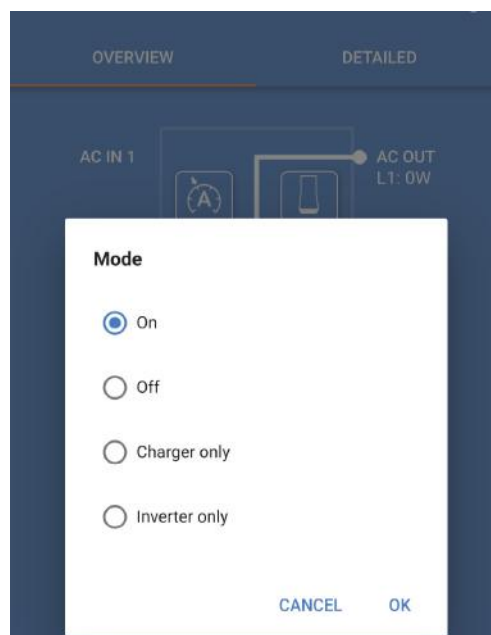 OVERVIEW DETAILED
AC IN 1 AC OUT
L1: 0W
A
Mode
On
Off
Charger only
Inverter only
CANCEL OK